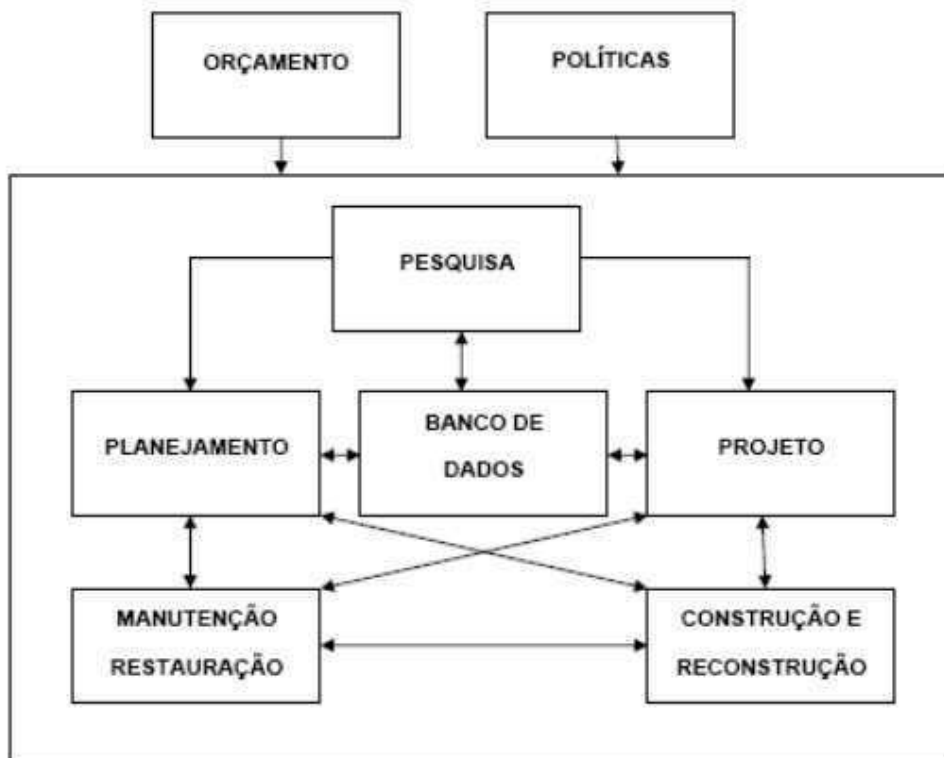 ORÇAMENTO
POLÍTICAS
PESQUISA
PLANEJAMENTO
BANCO DE
DADOS
PROJETO
MANUTENÇÃO
RESTAURAÇÃO
CONSTRUÇÃO E
RECONSTRUÇÃO